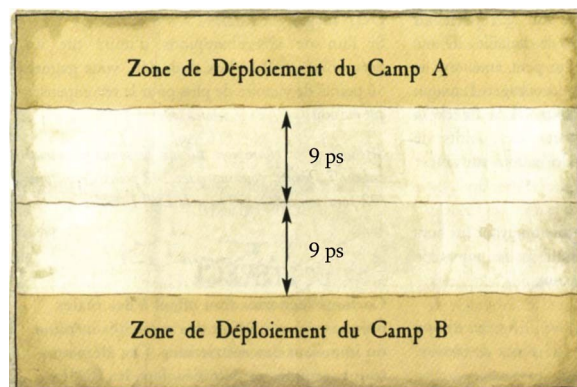 Zone de Déploiement du Camp A
9 ps
9 ps
Zone de Déploiement du Camp B